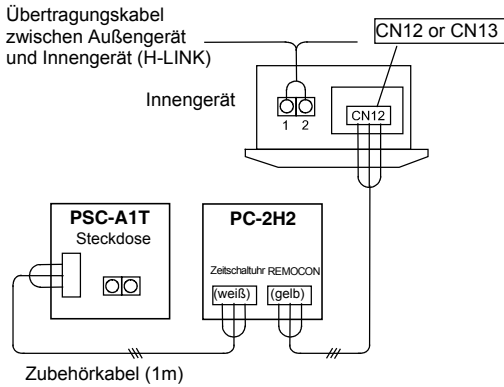 Übertragungskabel
zwischen Außengerät
und Innengerät (H-LINK)
CN12 or CN13
Innengerät
1 2
CN12
PSC-A1T
Steckdose
PC-2H2
Zeitschaltuhr REMOCON
(weiß) (gelb)
Zubehörkabel (1m)